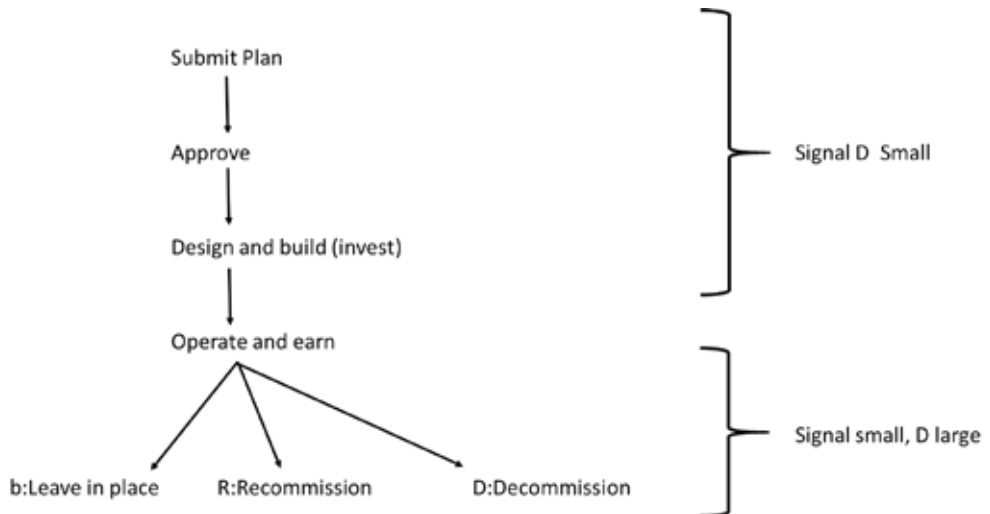 Submit Plan
Approve
Signal D  Small
Design and build (invest)
Operate and earn
Signal small, D large
b:Leave in place
R:Recommission
D:Decommission